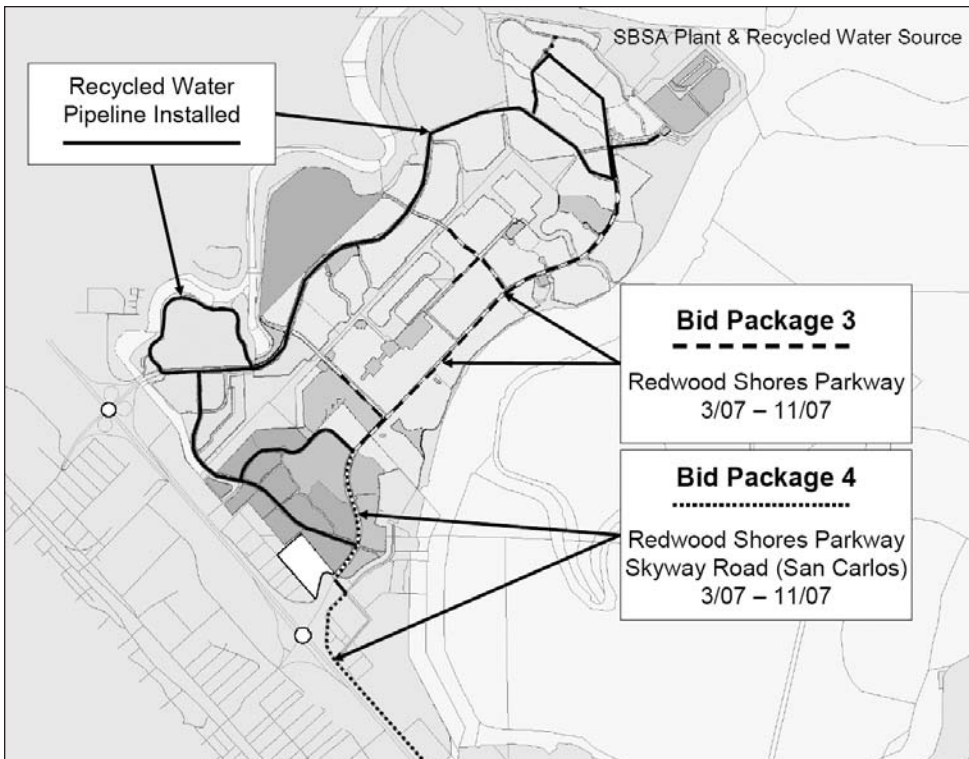 SBSA Plant & Recycled Water Source
Recycled Water
Pipeline Installed
Bid Package 3
Redwood Shores Parkway
3/07 – 11/07
Bid Package 4
Redwood Shores Parkway
Skyway Road (San Carlos)
3/07 – 11/07